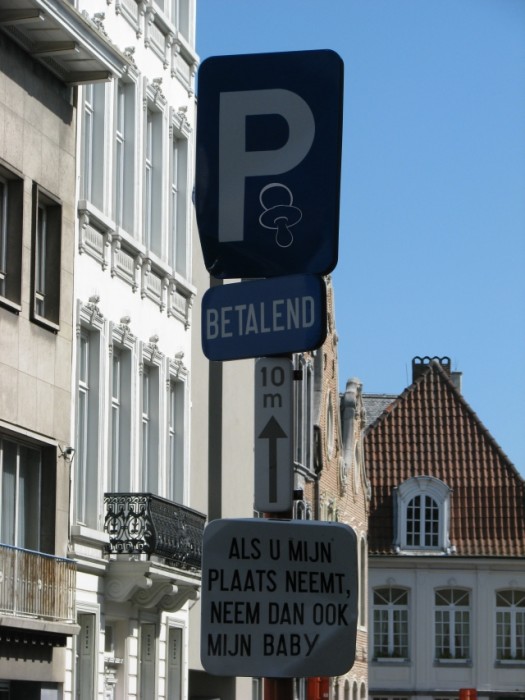 P
BETALEND
10
m
ALS U MIJN
PLAATS NEEMT,
NEEM DAN OOK
MIJN BABY